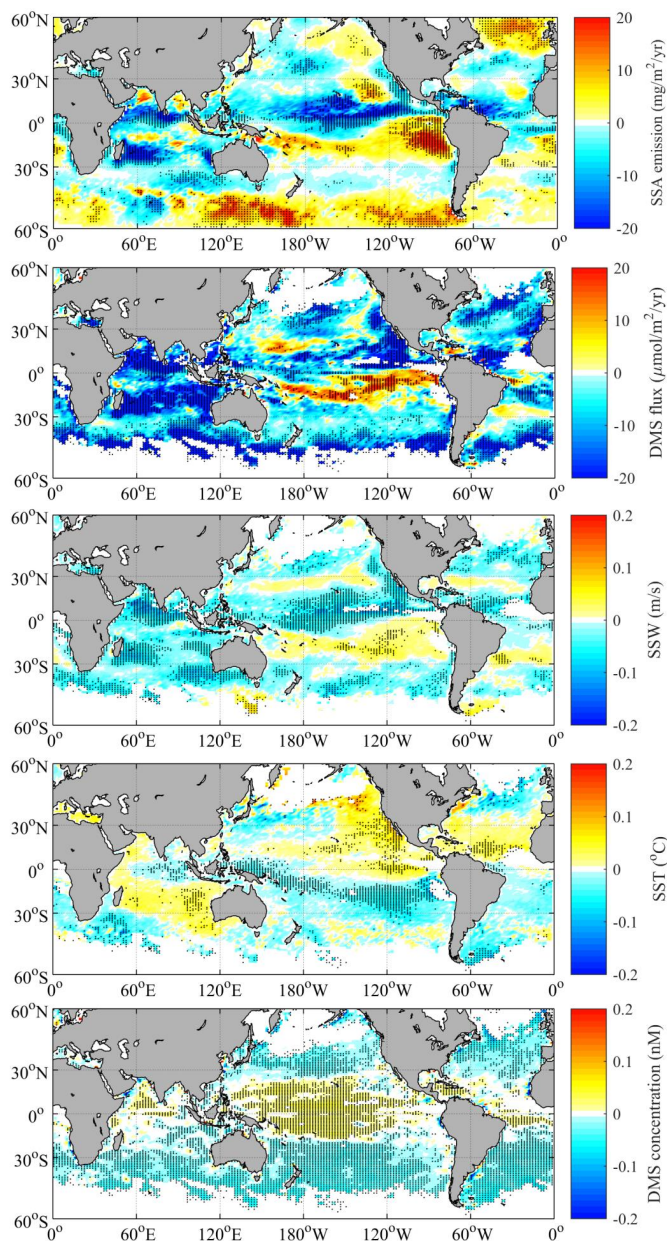 60°N
30°N
0°
30°S
60°S
0° 60°E 120°E 180°W 120°W 60°W 0°
20
10
0
-10
-20
SSA emission (mg/m²/yr)
60°N
30°N
0°
30°S
60°S
0° 60°E 120°E 180°W 120°W 60°W 0°
20
10
0
-10
-20
DMS flux (μmol/m²/yr)
60°N
30°N
0°
30°S
60°S
0° 60°E 120°E 180°W 120°W 60°W 0°
0.2
0.1
0
-0.1
-0.2
SSW (m/s)
60°N
30°N
0°
30°S
60°S
0° 60°E 120°E 180°W 120°W 60°W 0°
0.2
0.1
0
-0.1
-0.2
SST (°C)
60°N
30°N
0°
30°S
60°S
0° 60°E 120°E 180°W 120°W 60°W 0°
0.2
0.1
0
-0.1
-0.2
DMS concentration (nM)